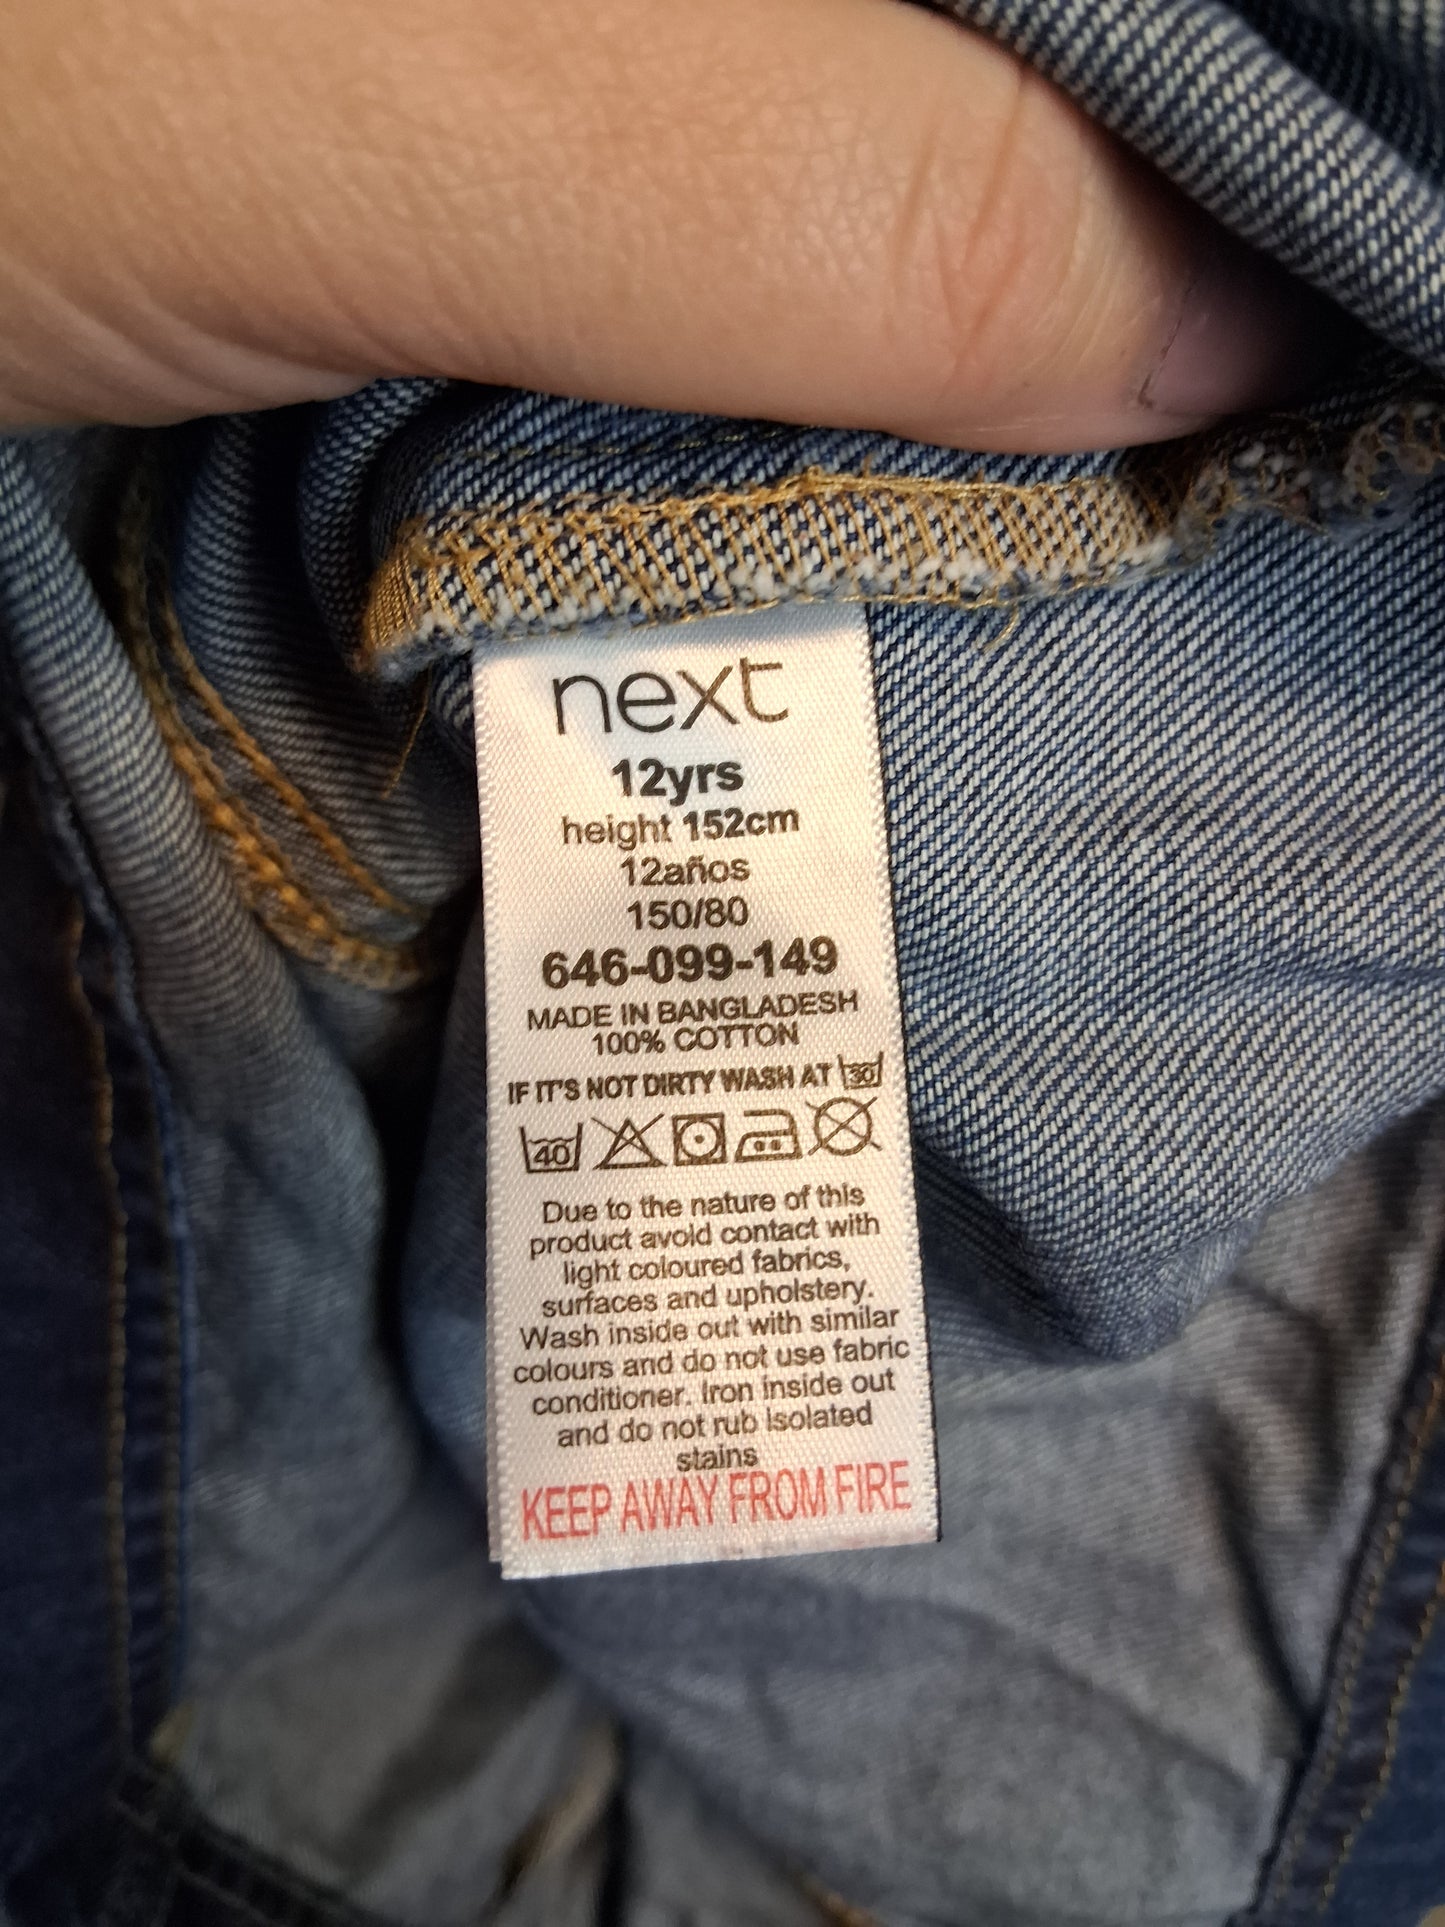 next
12yrs
height 152cm
12años
150/80
646-099-149
MADE IN BANGLADESH
100% COTTON
IF IT'S NOT DIRTY WASH AT 30
40
Due to the nature of this
product avoid contact with
light coloured fabrics,
surfaces and upholstery.
Wash inside out with similar
colours and do not use fabric
conditioner. Iron inside out
and do not rub isolated
stains
KEEP AWAY FROM FIRE